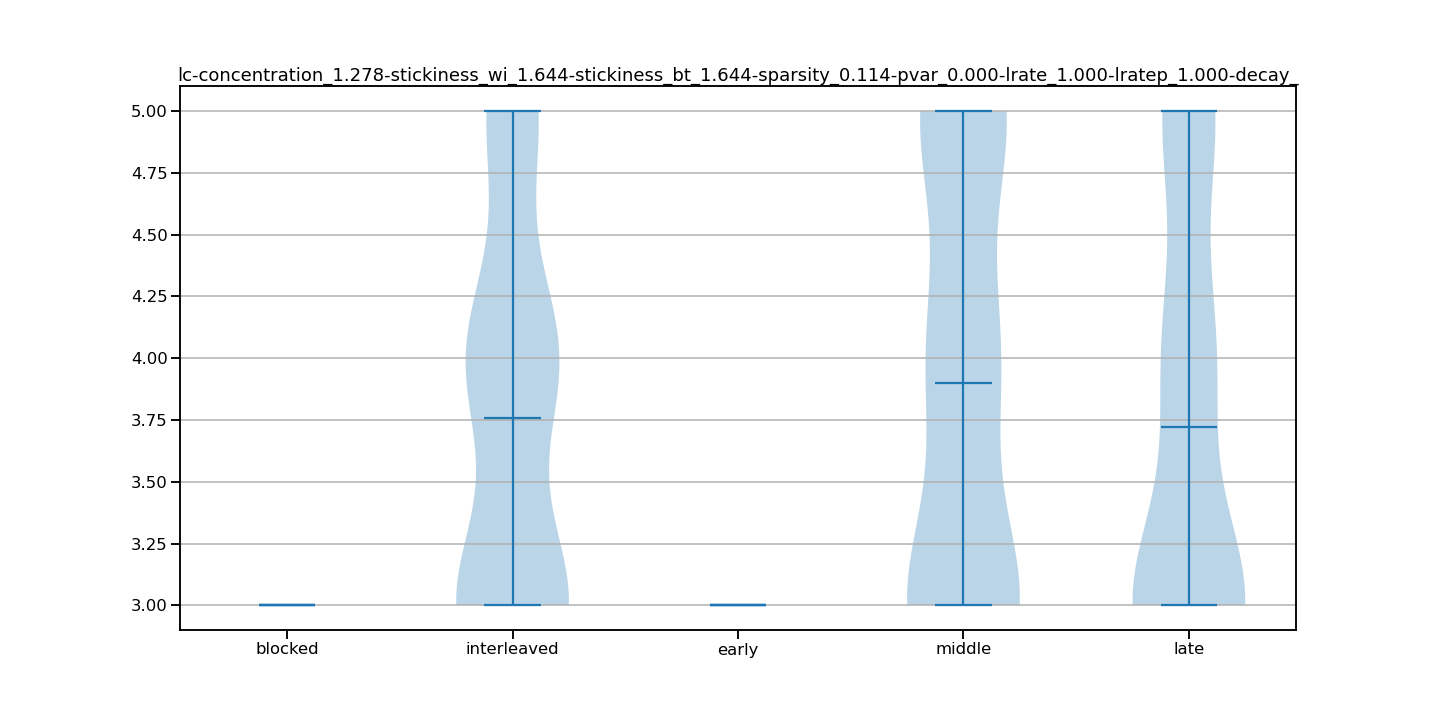 lc-concentration_1.278-stickiness_wi_1.644-stickiness_bt_1.644-sparsity_0.114-pvar_0.000-lrate_1.000-lratep_1.000-decay_
5.00
4.75
4.50
4.25
4.00
3.75
3.50
3.25
3.00
blocked
interleaved
early
middle
late